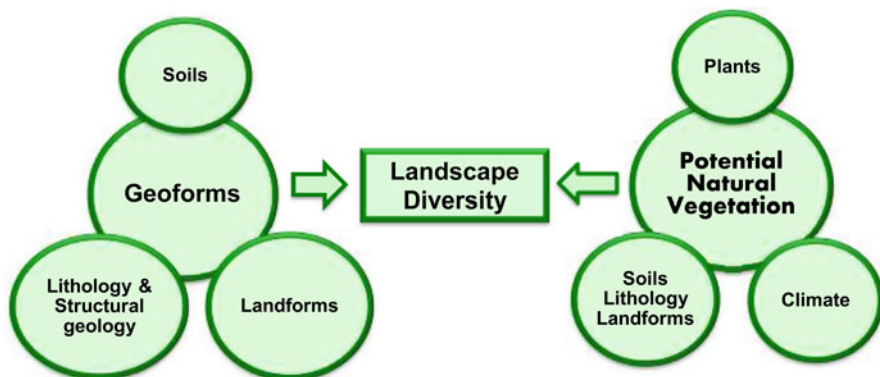 Soils
Geoforms
Lithology &
Structural
geology
Landforms
Landscape
Diversity
Plants
Potential
Natural
Vegetation
Soils
Lithology
Landforms
Climate